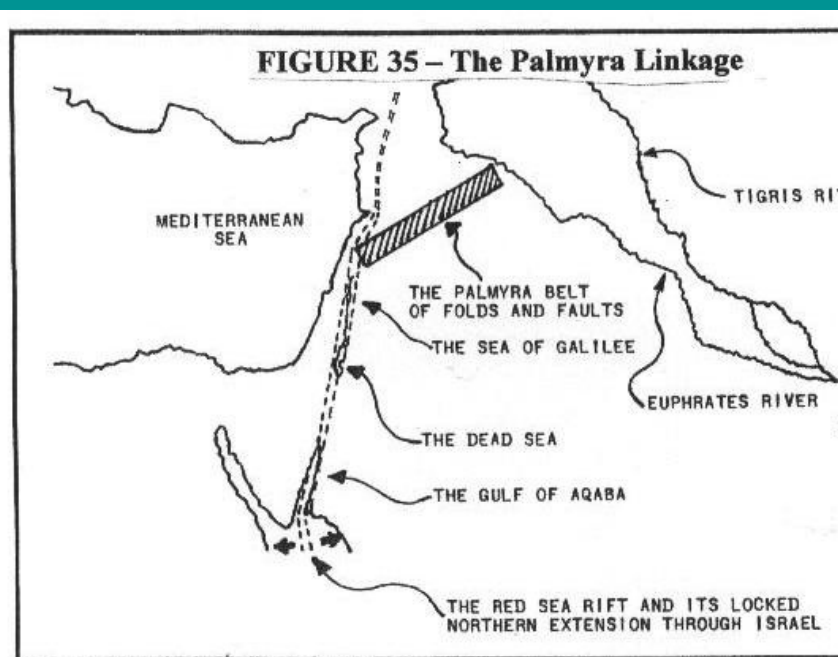 FIGURE 35 – The Palmyra Linkage
MEDITERRANEAN
SEA
TIGRIS RI
THE PALMYRA BELT
OF FOLDS AND FAULTS
THE SEA OF GALILEE
EUPHRATES RIVER
THE DEAD SEA
THE GULF OF AQABA
THE RED SEA RIFT AND ITS LOCKED
NORTHERN EXTENSION THROUGH ISRAEL